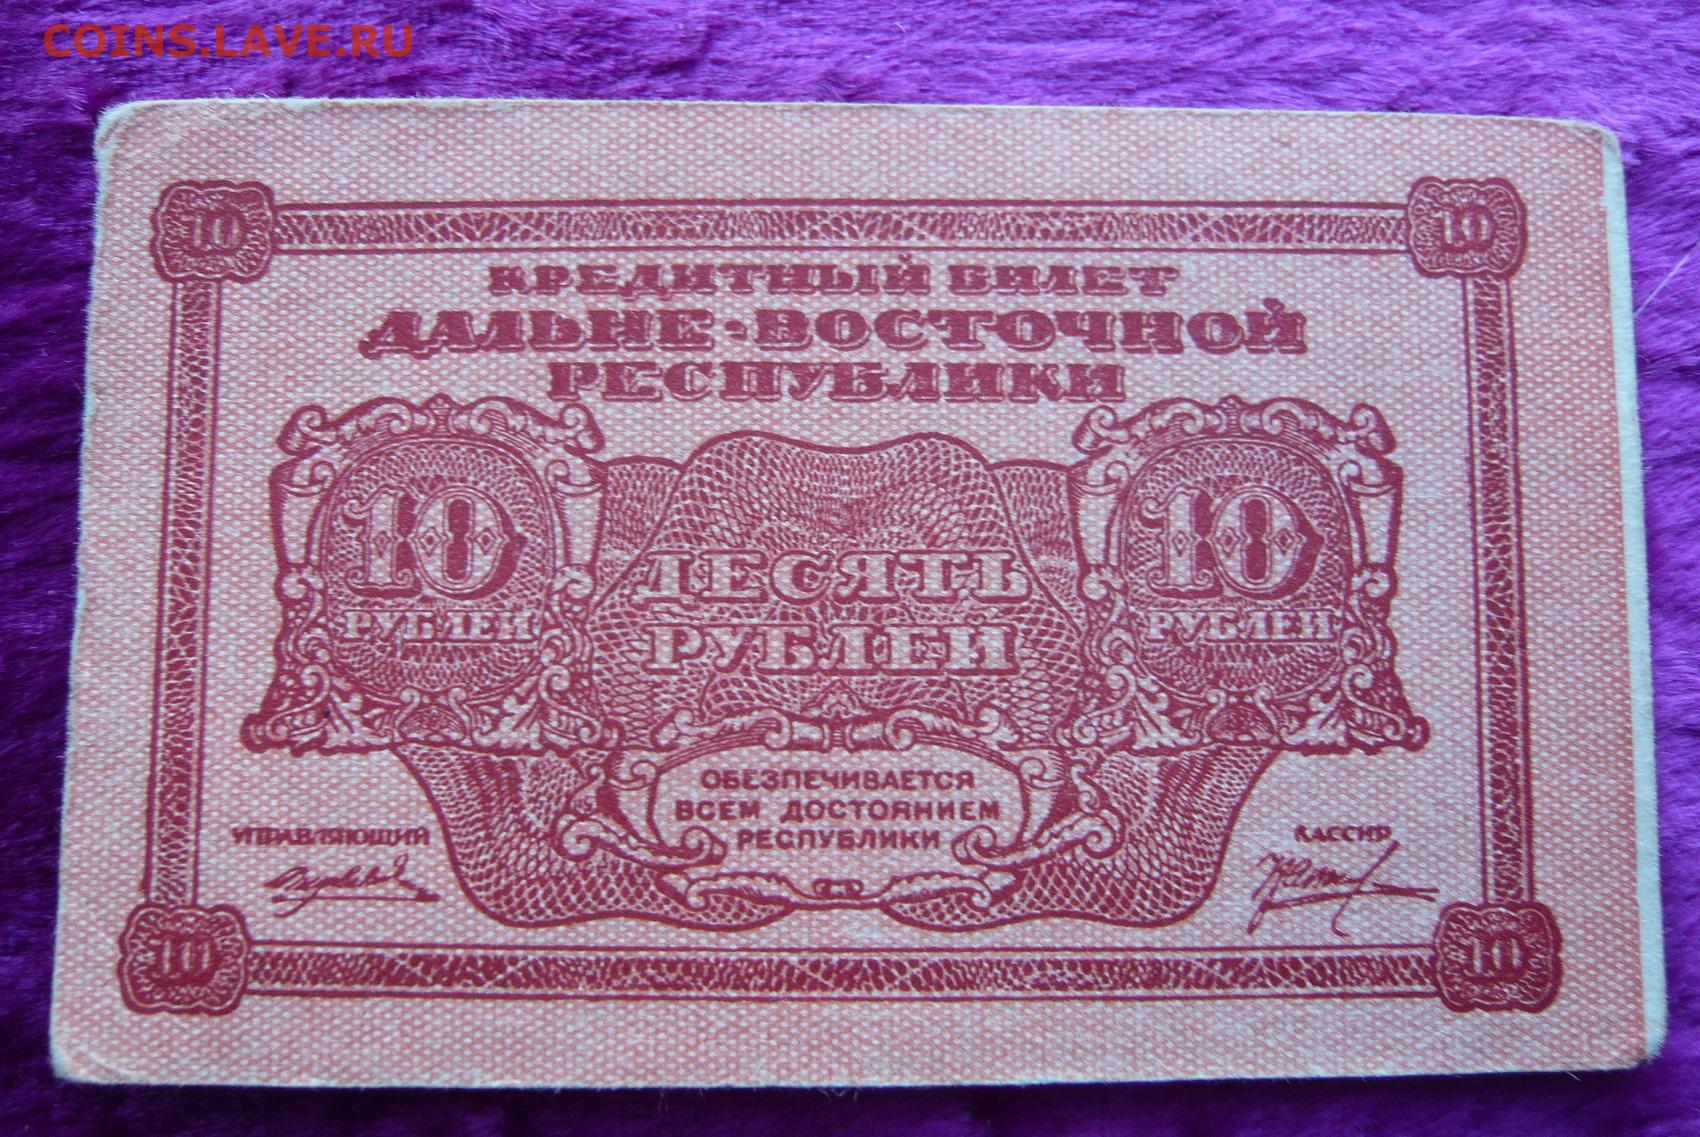 COINS.LAVE.RU
10 10
КРЕДИТНЫЙ БИЛЕТ
ДАЛЬНЕ-ВОСТОЧНОЙ
РЕСПУБЛИКИ
10 10
РУБЛЕЙ РУБЛЕЙ
ДЕСЯТЬ
РУБЛЕЙ
ОБЕЗПЕЧИВАЕТСЯ
ВСЕМ ДОСТОЯНИЕМ
РЕСПУБЛИКИ
УПРАВЛЯЮЩИЙ КАССИР
10 10